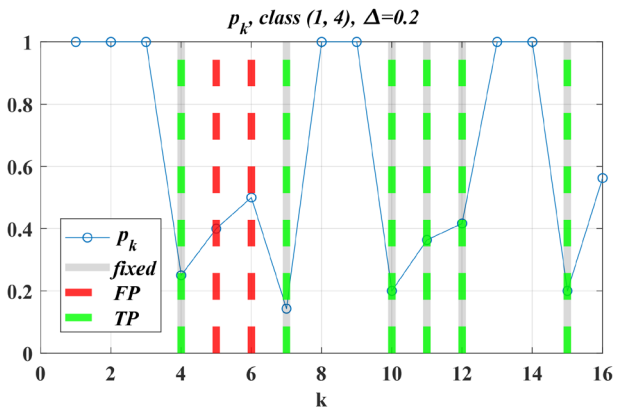 p_k, class (1, 4), Δ=0.2
1
0.8
0.6
0.4
0.2
0
p_k
fixed
FP
TP
0 2 4 6 8 10 12 14 16
k